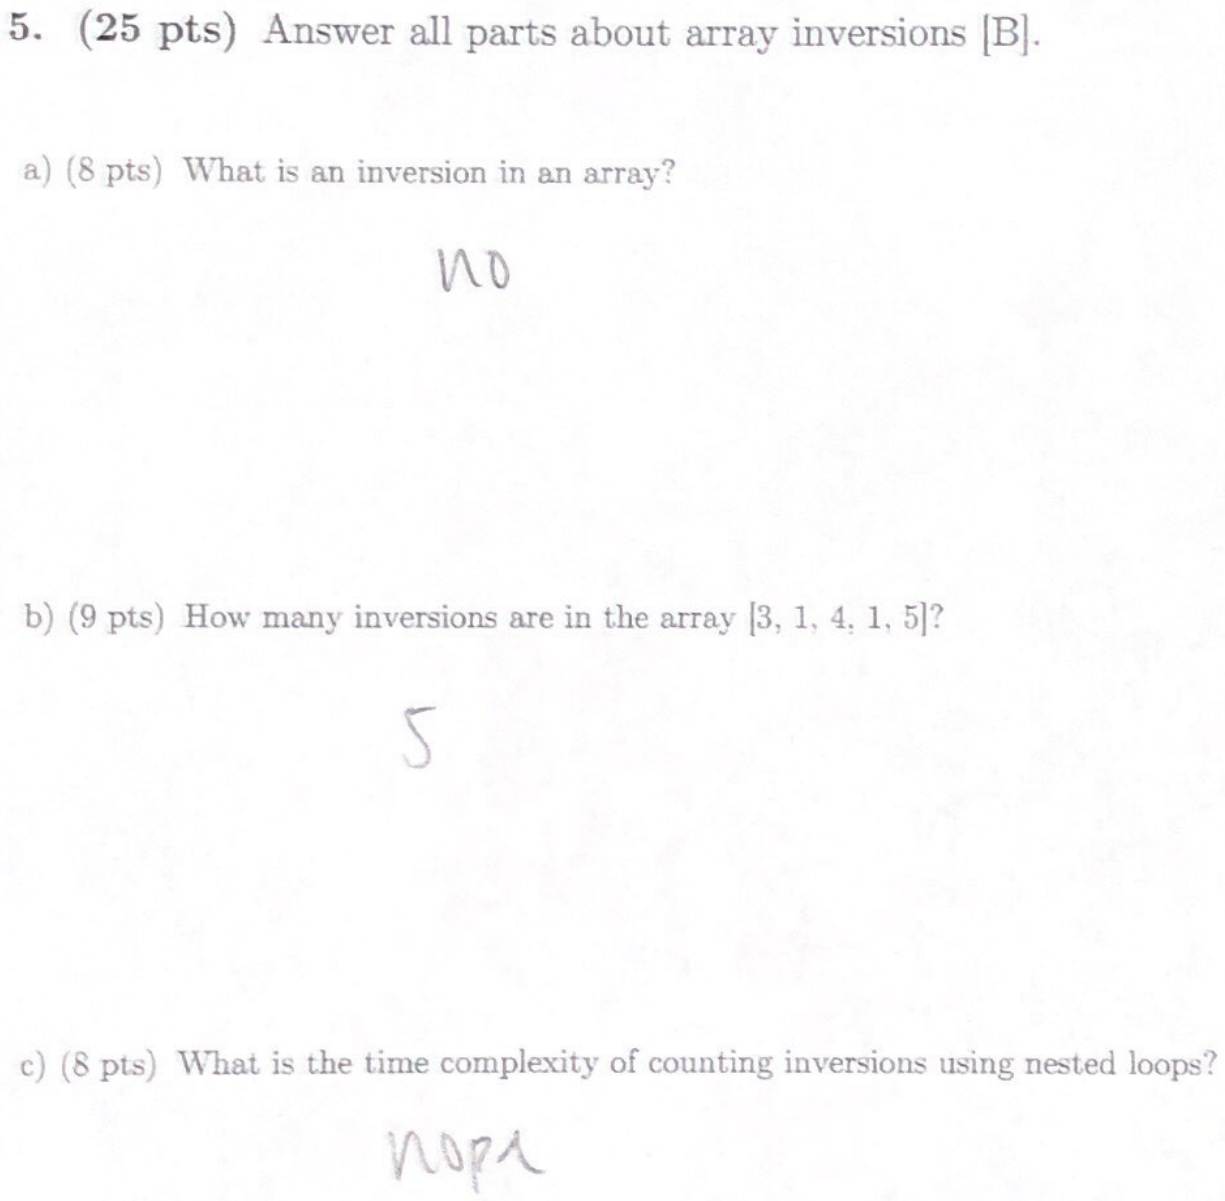 5. (25 pts) Answer all parts about array inversions [B].
a) (8 pts) What is an inversion in an array?
no
b) (9 pts) How many inversions are in the array [3, 1, 4, 1, 5]?
5
c) (8 pts) What is the time complexity of counting inversions using nested loops?
nope